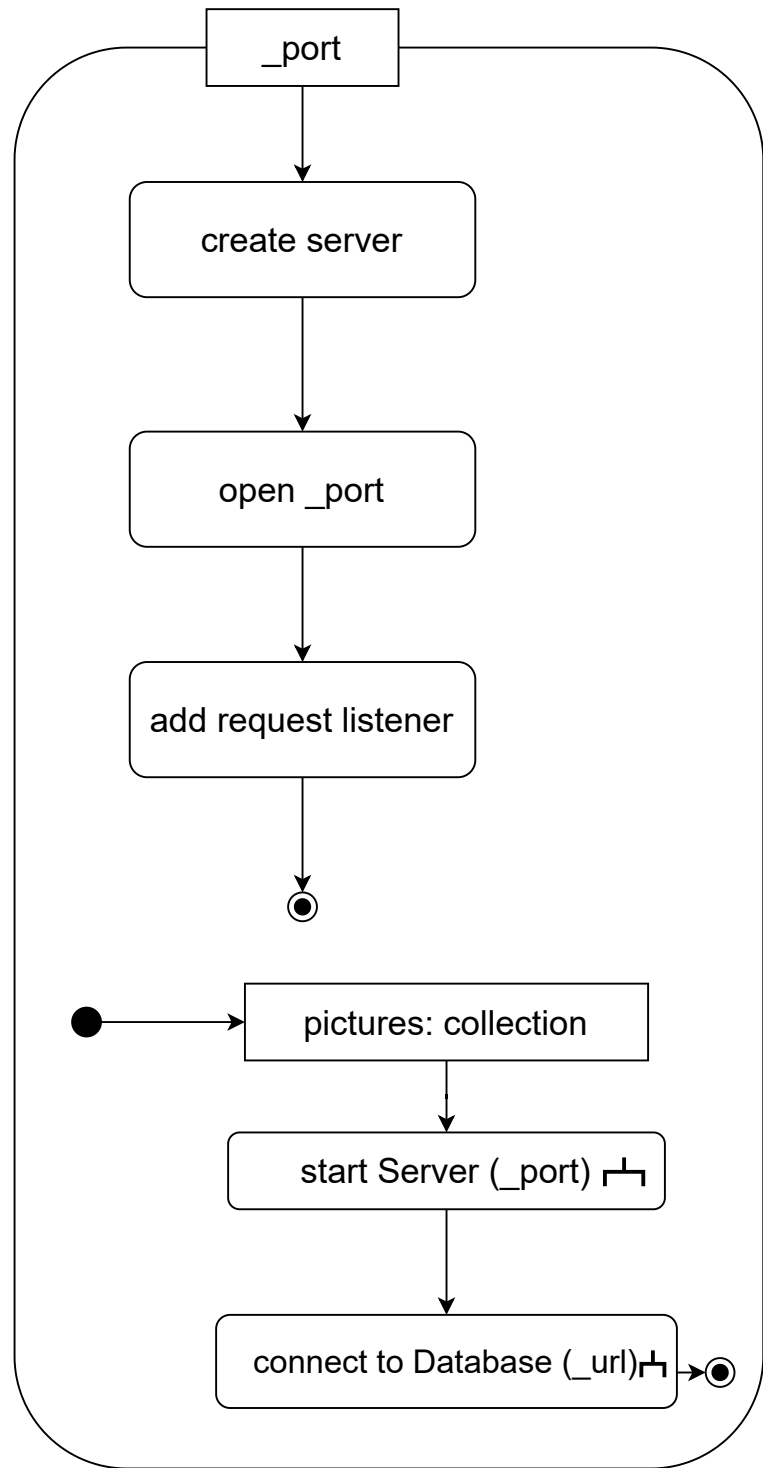 _port
create server
open _port
add request listener
pictures: collection
start Server (_port)
connect to Database (_url)